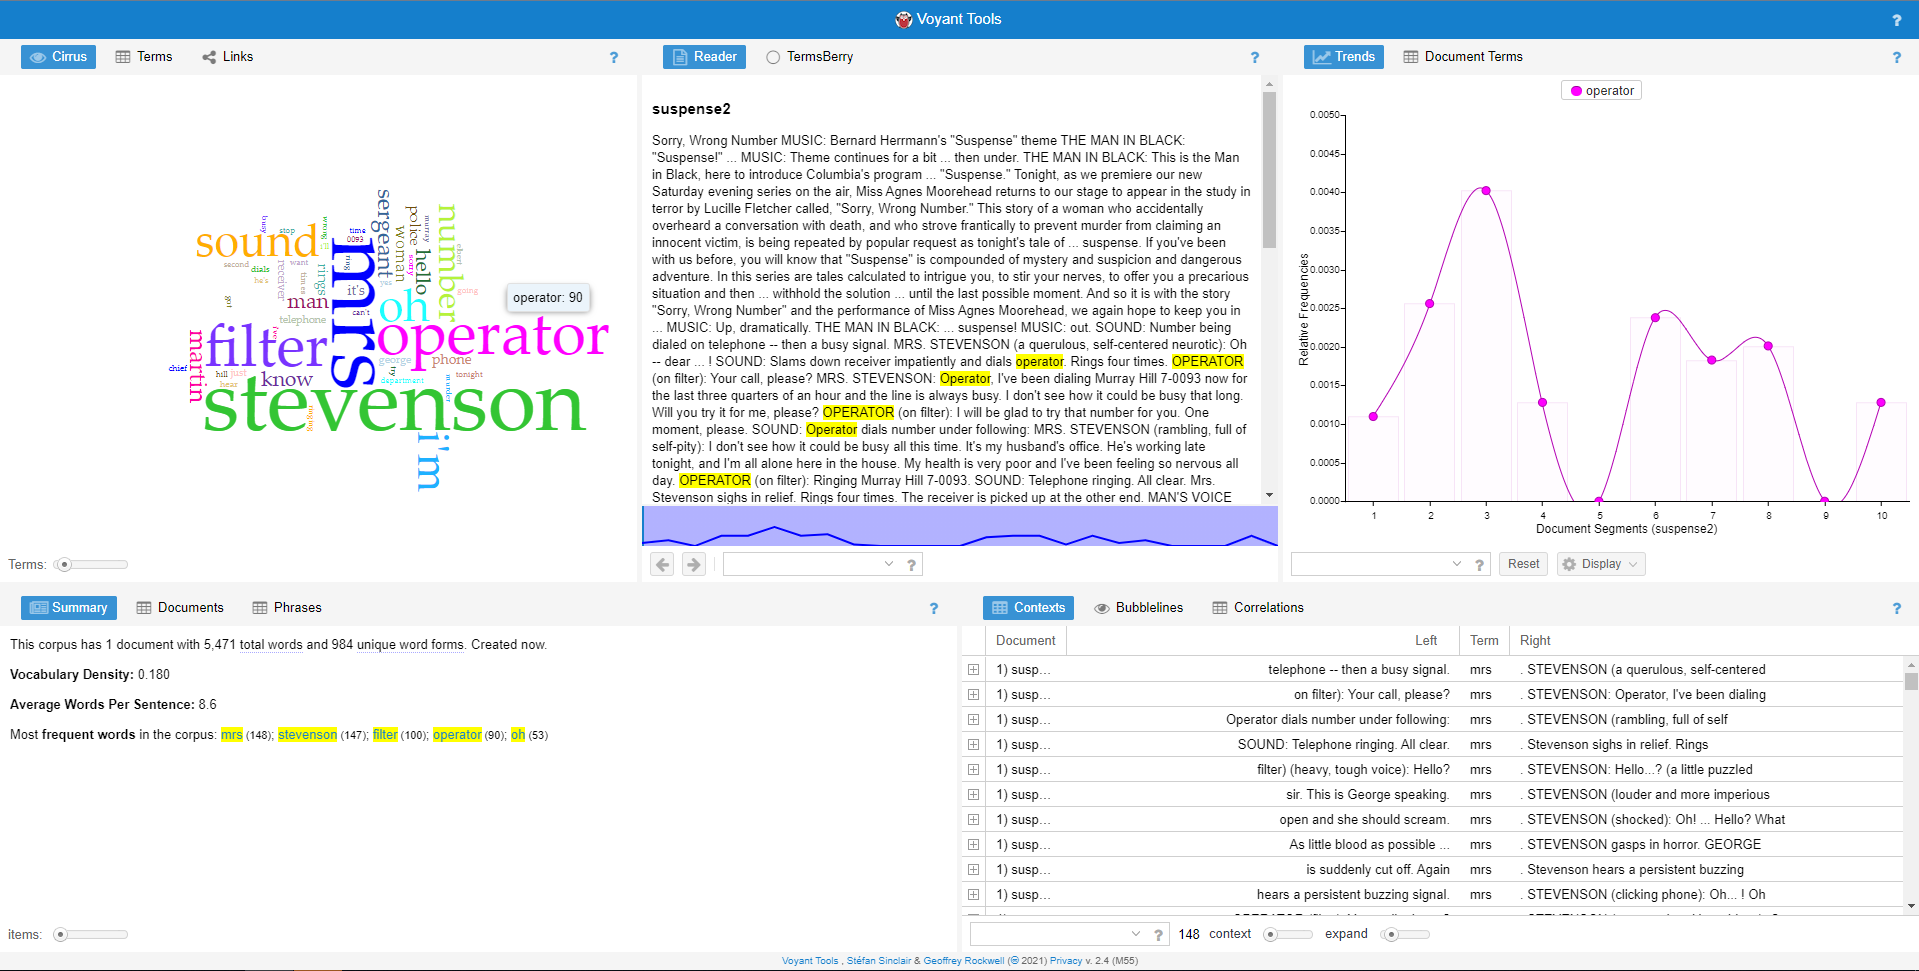 Voyant Tools
?
Cirrus Terms Links ?
Reader TermsBerry ?
Trends Document Terms ?
mrs
stevenson
filter
operator
sound
number
oh
i'm
martin
man
know
sergeant
woman
police
hello
phone
rings
receiver
telephone
it's
can't
time
0093
ring
sorry
murray
wrong
i'll
stop
busy
second
dials
he's
want
times
got
yes
going
george
try
department
tonight
murder
chief
hill
just
hear
ringing
operator: 90
Terms:
suspense2
Sorry, Wrong Number MUSIC: Bernard Herrmann's "Suspense" theme THE MAN IN BLACK:
"Suspense!" ... MUSIC: Theme continues for a bit ... then under. THE MAN IN BLACK: This is the Man
in Black, here to introduce Columbia's program ... "Suspense." Tonight, as we premiere our new
Saturday evening series on the air, Miss Agnes Moorehead returns to our stage to appear in the study in
terror by Lucille Fletcher called, "Sorry, Wrong Number." This story of a woman who accidentally
overheard a conversation with death, and who strove frantically to prevent murder from claiming an
innocent victim, is being repeated by popular request as tonight's tale of ... suspense. If you've been
with us before, you will know that "Suspense" is compounded of mystery and suspicion and dangerous
adventure. In this series are tales calculated to intrigue you, to stir your nerves, to offer you a precarious
situation and then ... withhold the solution ... until the last possible moment. And so it is with the story
"Sorry, Wrong Number" and the performance of Miss Agnes Moorehead, we again hope to keep you in
... MUSIC: Up, dramatically. THE MAN IN BLACK: ... suspense! MUSIC: out. SOUND: Number being
dialed on telephone -- then a busy signal. MRS. STEVENSON (a querulous, self-centered neurotic): Oh
-- dear ... ! SOUND: Slams down receiver impatiently and dials operator. Rings four times. OPERATOR
(on filter): Your call, please? MRS. STEVENSON: Operator, I've been dialing Murray Hill 7-0093 now for
the last three quarters of an hour and the line is always busy. I don't see how it could be busy that long.
Will you try it for me, please? OPERATOR (on filter): I will be glad to try that number for you. One
moment, please. SOUND: Operator dials number under following: MRS. STEVENSON (rambling, full of
self-pity): I don't see how it could be busy all this time. It's my husband's office. He's working late
tonight, and I'm all alone here in the house. My health is very poor and I've been feeling so nervous all
day. OPERATOR (on filter): Ringing Murray Hill 7-0093. SOUND: Telephone ringing. All clear. Mrs.
Stevenson sighs in relief. Rings four times. The receiver is picked up at the other end. MAN'S VOICE
?
operator
Relative Frequencies
0.0050
0.0045
0.0040
0.0035
0.0030
0.0025
0.0020
0.0015
0.0010
0.0005
0.0000
1 2 3 4 5 6 7 8 9 10
Document Segments (suspense2)
? Reset Display
Summary Documents Phrases ?
This corpus has 1 document with 5,471 total words and 984 unique word forms. Created now.
Vocabulary Density: 0.180
Average Words Per Sentence: 8.6
Most frequent words in the corpus: mrs (148); stevenson (147); filter (100); operator (90); oh (53)
items:
Contexts Bubblelines Correlations ?
Document Left Term Right
1) susp... telephone -- then a busy signal. mrs . STEVENSON (a querulous, self-centered
1) susp... on filter): Your call, please? mrs . STEVENSON: Operator, I've been dialing
1) susp... Operator dials number under following: mrs . STEVENSON (rambling, full of self
1) susp... SOUND: Telephone ringing. All clear. mrs . Stevenson sighs in relief. Rings
1) susp... filter) (heavy, tough voice): Hello? mrs . STEVENSON: Hello...? (a little puzzled
1) susp... sir. This is George speaking. mrs . STEVENSON (louder and more imperious
1) susp... open and she should scream. mrs . STEVENSON (shocked): Oh! ... Hello? What
1) susp... As little blood as possible ... mrs . STEVENSON gasps in horror. GEORGE
1) susp... is suddenly cut off. Again mrs . Stevenson hears a persistent buzzing
1) susp... hears a persistent buzzing signal. mrs . STEVENSON (clicking phone): Oh... ! Oh
? 148 context expand
Voyant Tools , Stéfan Sinclair & Geoffrey Rockwell (© 2021) Privacy v. 2.4 (M55)